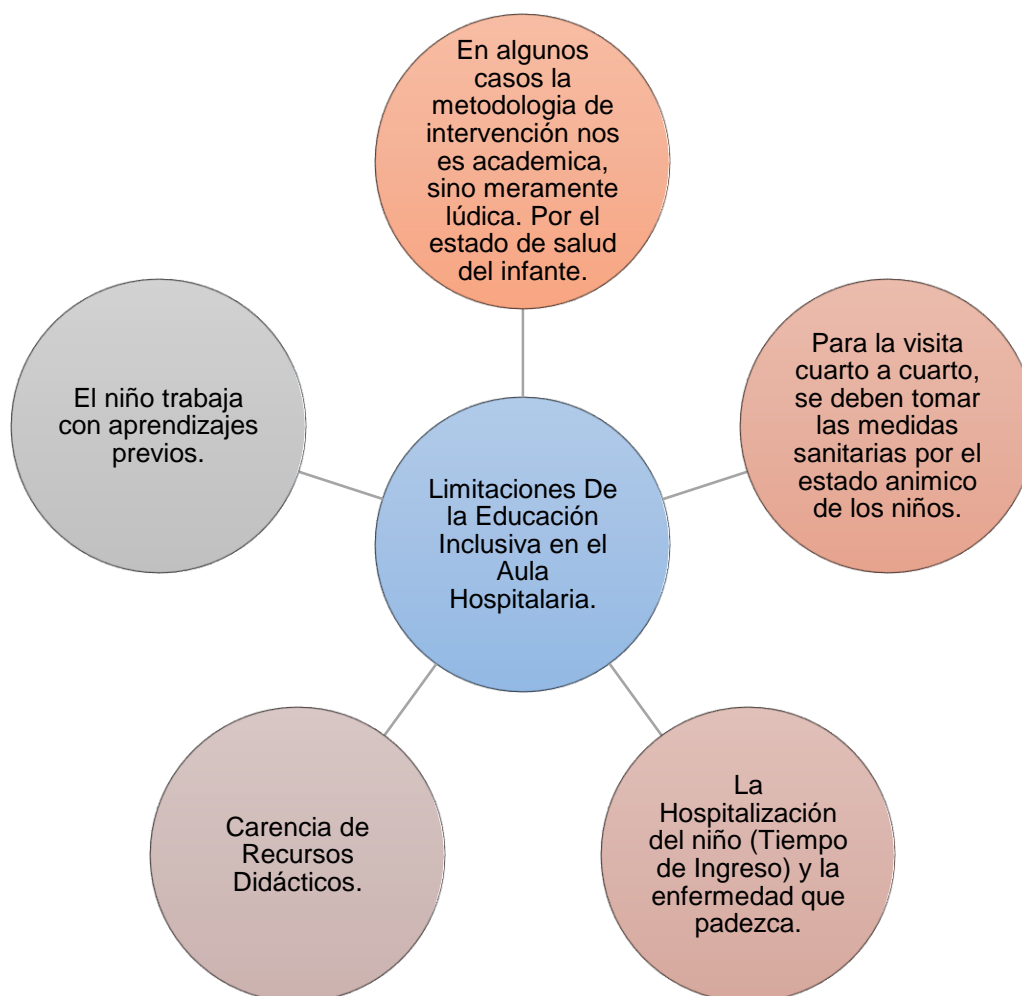 En algunos
casos la
metodologia de
intervención nos
es academica,
sino meramente
lúdica. Por el
estado de salud
del infante.
Para la visita
cuarto a cuarto,
se deben tomar
las medidas
sanitarias por el
estado animico
de los niños.
El niño trabaja
con aprendizajes
previos.
Limitaciones De
la Educación
Inclusiva en el
Aula
Hospitalaria.
La
Hospitalización
del niño (Tiempo
de Ingreso) y la
enfermedad que
padezca.
Carencia de
Recursos
Didácticos.